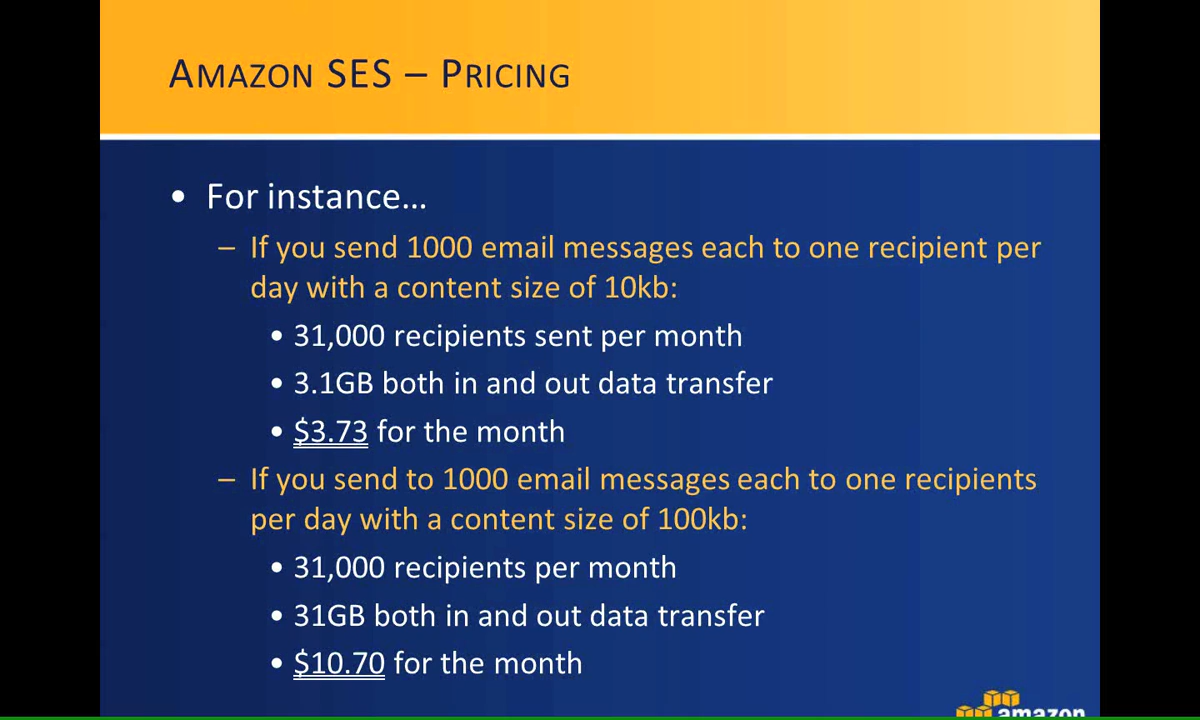 AMAZON SES – PRICING
• For instance…
– If you send 1000 email messages each to one recipient per
day with a content size of 10kb:
• 31,000 recipients sent per month
• 3.1GB both in and out data transfer
• $3.73 for the month
– If you send to 1000 email messages each to one recipients
per day with a content size of 100kb:
• 31,000 recipients per month
• 31GB both in and out data transfer
• $10.70 for the month
amazon